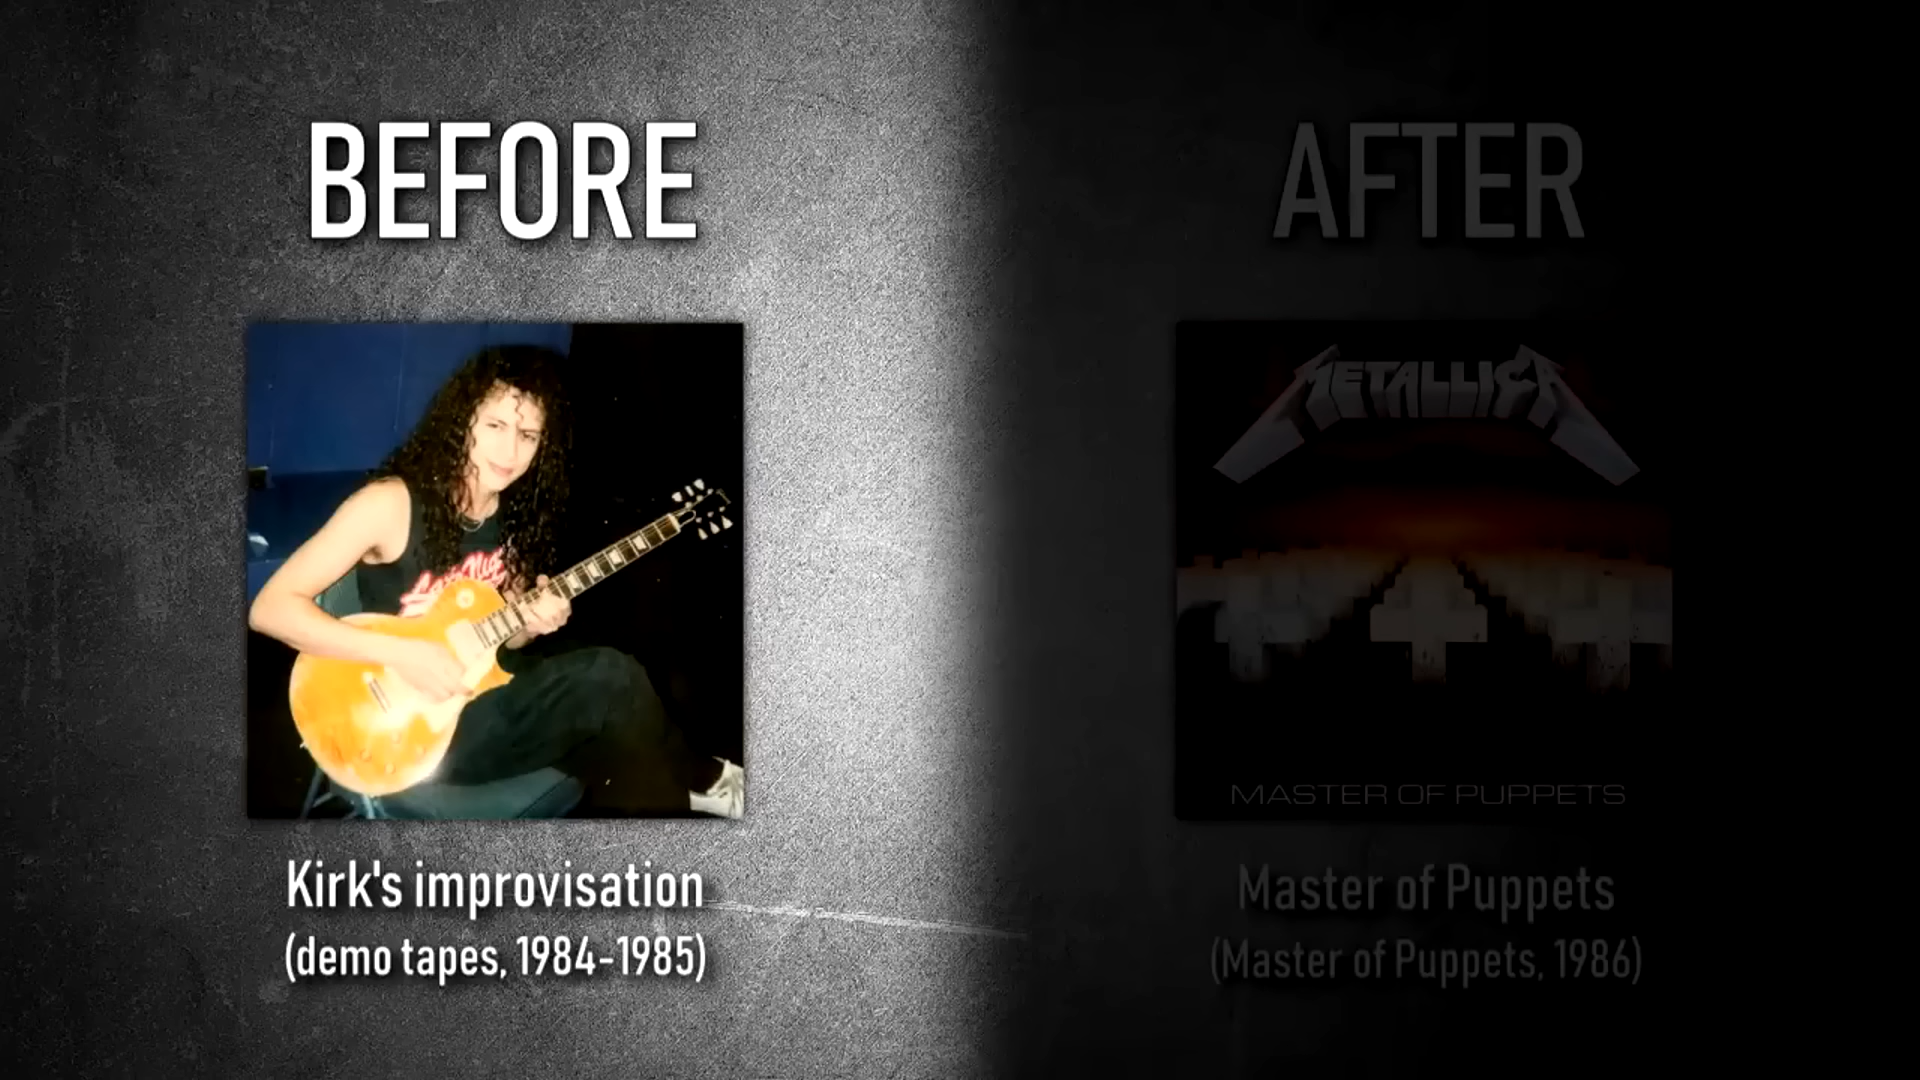 BEFORE
Kirk's improvisation
(demo tapes, 1984-1985)
AFTER
METALLICA
MASTER OF PUPPETS
Master of Puppets
(Master of Puppets, 1986)